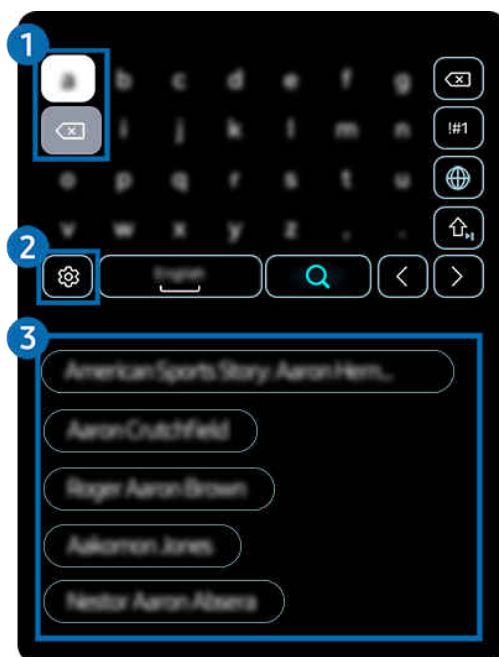 1
a b c d e f g
i j k l m n !#1
o p q r s t u
v w x y z , .
2
English
3
American Sports Story: Aaron Hern...
Aaron Crutchfield
Roger Aaron Brown
Aakomon Jones
Nestor Aaron Absera